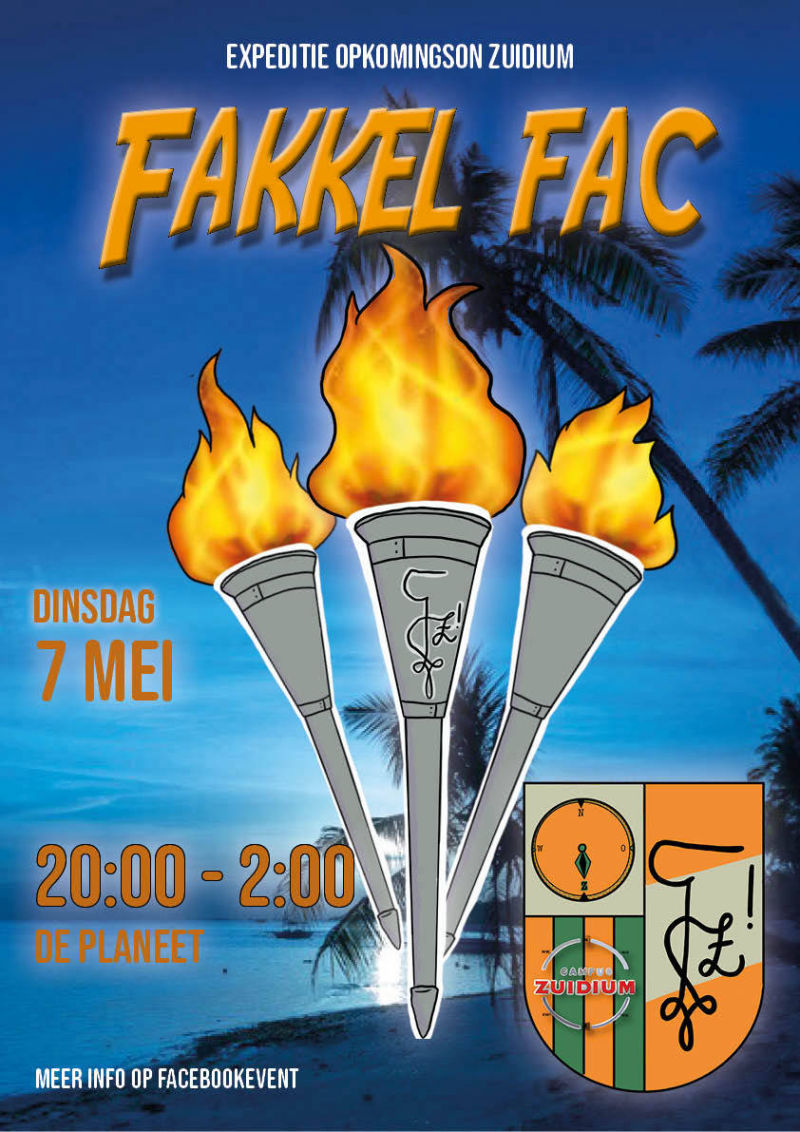 EXPEDITIE OPKOMINGSON ZUIDIUM
FAKKEL FAC
DINSDAG
7 MEI
20:00 - 2:00
DE PLANEET
N
W O
Z
CAMPUS
ZUIDIUM
MEER INFO OP FACEBOOKEVENT